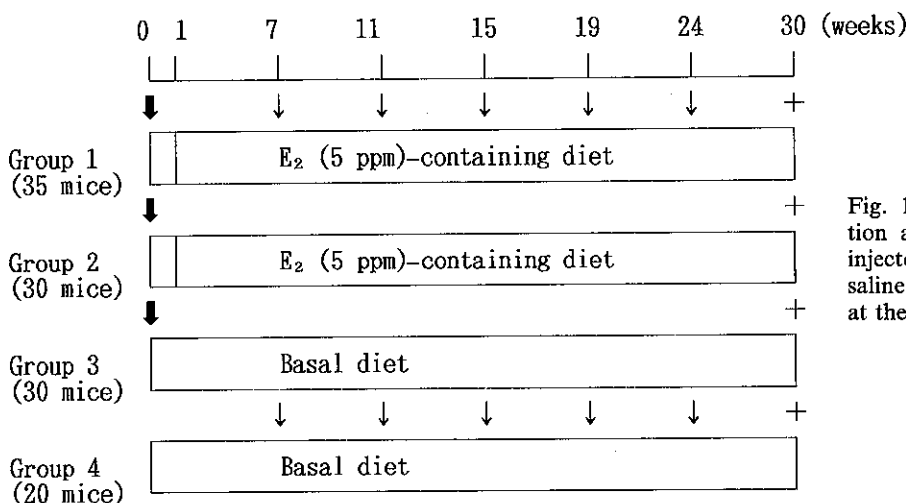 0 1 7 11 15 19 24 30 (weeks)
Group 1 E₂ (5 ppm)-containing diet
(35 mice)
Group 2 E₂ (5 ppm)-containing diet
(30 mice)
Group 3 Basal diet
(30 mice)
Group 4 Basal diet
(20 mice)
Fig. 1
tion a
injecte
saline
at the